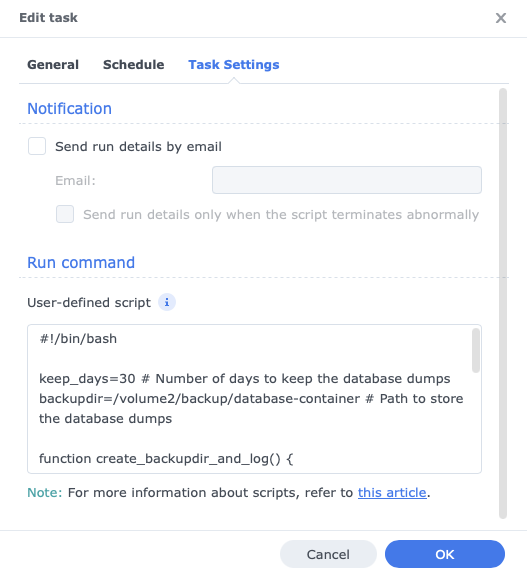 Edit task
General Schedule Task Settings
Notification
Send run details by email
Email:
Send run details only when the script terminates abnormally
Run command
User-defined script i
#!/bin/bash
keep_days=30 # Number of days to keep the database dumps
backupdir=/volume2/backup/database-container # Path to store
the database dumps
function create_backupdir_and_log() {
Note: For more information about scripts, refer to this article.
Cancel OK